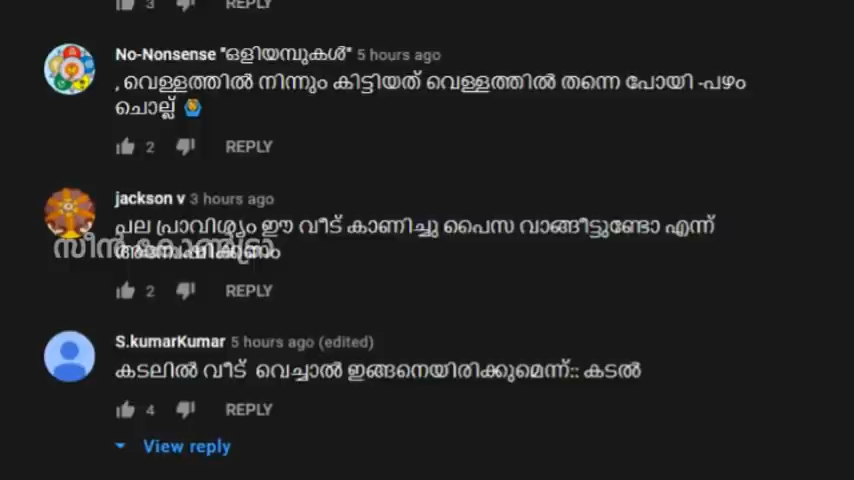 3 REPLY
No-Nonsense "ഒളിയമ്പുകൾ" 5 hours ago
, വെള്ളത്തിൽ നിന്നും കിട്ടിയത് വെള്ളത്തിൽ തന്നെ പോയി -പഴം
ചൊല്ല്
2 REPLY
jackson v 3 hours ago
പല പ്രാവിശ്യം ഈ വീട് കാണിച്ചു പൈസ വാങ്ങീട്ടുണ്ടോ എന്ന്
അന്വേഷിക്കണം
2 REPLY
S.kumarKumar 5 hours ago (edited)
കടലിൽ വീട് വെച്ചാൽ ഇങ്ങനെയിരിക്കുമെന്ന്:: കടൽ
4 REPLY
View reply